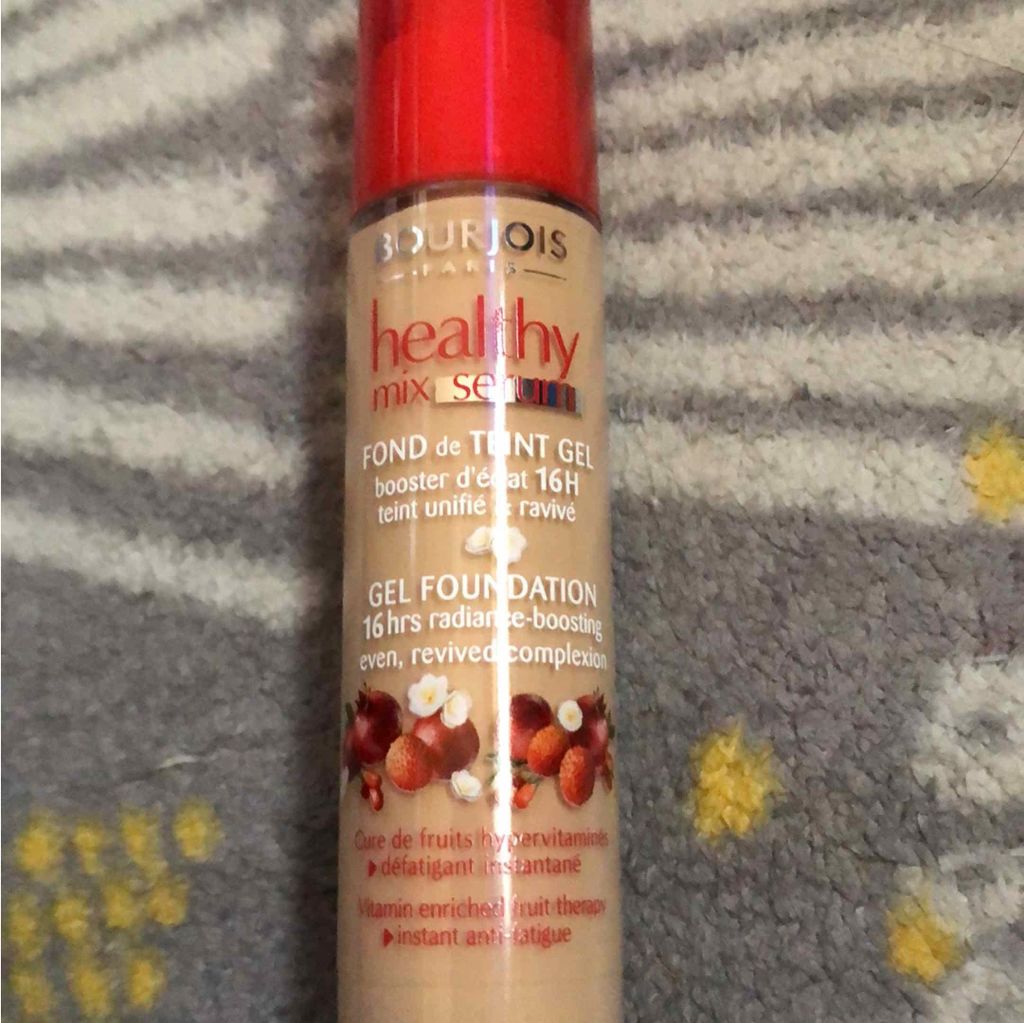 BOURJOIS
PARIS
healthy
mix serum
FOND de TEINT GEL
booster d'éclat 16H
teint unifié & ravivé
GEL FOUNDATION
16 hrs radiance-boosting
even, revived complexion
Cure de fruits hypervitaminés
défatigant instantané
Vitamin enriched fruit therapy
instant anti-fatigue